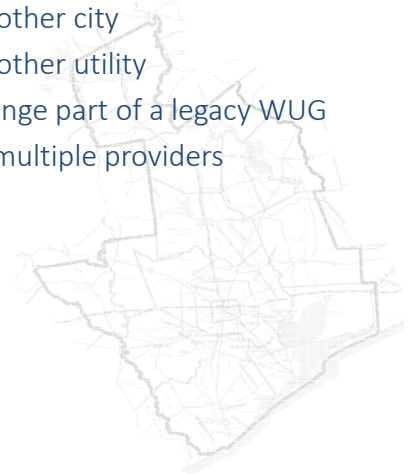 other city
other utility
nge part of a legacy WUG
multiple providers